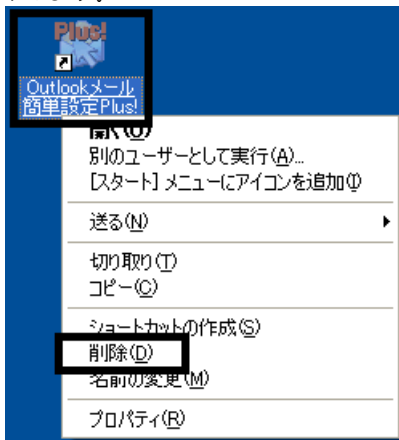 Plus!
Outlookメール
簡単設定Plus!
開く(O)
別のユーザーとして実行(A)...
[スタート] メニューにアイコンを追加(I)
送る(N)
切り取り(T)
コピー(C)
ショートカットの作成(S)
削除(D)
名前の変更(M)
プロパティ(R)